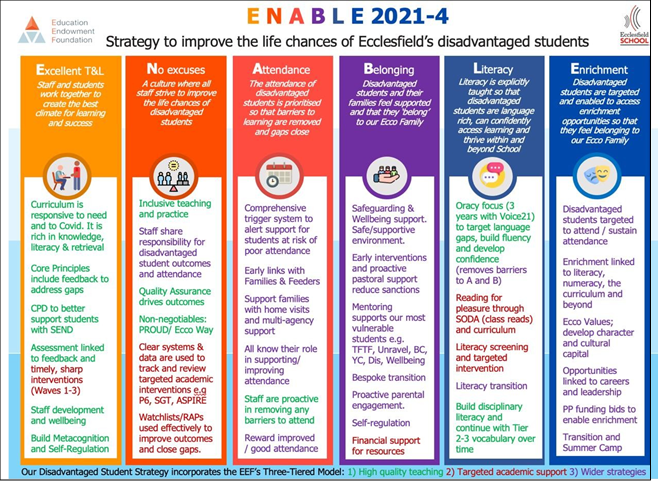 Education
Endowment
Foundation
E N A B L E 2021-4
Ecclesfield
SCHOOL
Strategy to improve the life chances of Ecclesfield's disadvantaged students
Excellent T&L
Staff and students
work together to
create the best
climate for learning
and success
Curriculum is
responsive to need
and to Covid. It is
rich in knowledge,
literacy & retrieval
Core Principles
include feedback to
address gaps
CPD to better
support students
with SEND
Assessment linked
to feedback and
timely, sharp
interventions
(Waves 1-3)
Staff development
and wellbeing
Build Metacognition
and Self-Regulation
No excuses
A culture where all
staff strive to improve
the life chances of
disadvantaged
students
Inclusive teaching
and practice
Staff share
responsibility for
disadvantaged
student outcomes
and attendance
Quality Assurance
drives outcomes
Non-negotiables:
PROUD/ Ecco Way
Clear systems &
data are used to
track and review
targeted academic
interventions e.g
P6, SGT, ASPIRE
Watchlists/RAPs
used effectively to
improve outcomes
and close gaps.
Attendance
The attendance of
disadvantaged
students is prioritised
so that barriers to
learning are removed
and gaps close
Comprehensive
trigger system to
alert support for
students at risk of
poor attendance
Early links with
Families & Feeders
Support families
with home visits
and multi-agency
support
All know their role
in supporting/
improving
attendance
Staff are proactive
in removing any
barriers to attend
Reward improved
/ good attendance
Belonging
Disadvantaged
students and their
families feel supported
and that they 'belong' to
our Ecco Family
Safeguarding &
Wellbeing support.
Safe/supportive
environment.
Early interventions
and proactive
pastoral support
reduce sanctions
Mentoring
supports our most
vulnerable
students e.g.
TFTF, Unravel, BC,
YC, Dis, Wellbeing
Bespoke transition
Proactive parental
engagement.
Self-regulation
Financial support
for resources
Literacy
Literacy is explicitly
taught so that
disadvantaged
students are language
rich, can confidently
access learning and
thrive within and
beyond School
Oracy focus (3
years with Voice21)
to target language
gaps, build fluency
and develop
confidence
(removes barriers
to A and B)
Reading for
pleasure through
SODA (class reads)
and curriculum
Literacy screening
and targeted
intervention
Literacy transition
Build disciplinary
literacy and
continue with Tier
2-3 vocabulary over
time
Enrichment
Disadvantaged
students are targeted
and enabled to access
enrichment
opportunities so that
they feel belonging to
our Ecco Family
Disadvantaged
students targeted
to attend / sustain
attendance
Enrichment linked
to literacy,
numeracy, the
curriculum and
beyond
Ecco Values;
develop character
and cultural
capital
Opportunities
linked to careers
and leadership
PP funding bids to
enable enrichment
Transition and
Summer Camp
Our Disadvantaged Student Strategy incorporates the EEF's Three-Tiered Model: 1) High quality teaching 2) Targeted academic support 3) Wider strategies